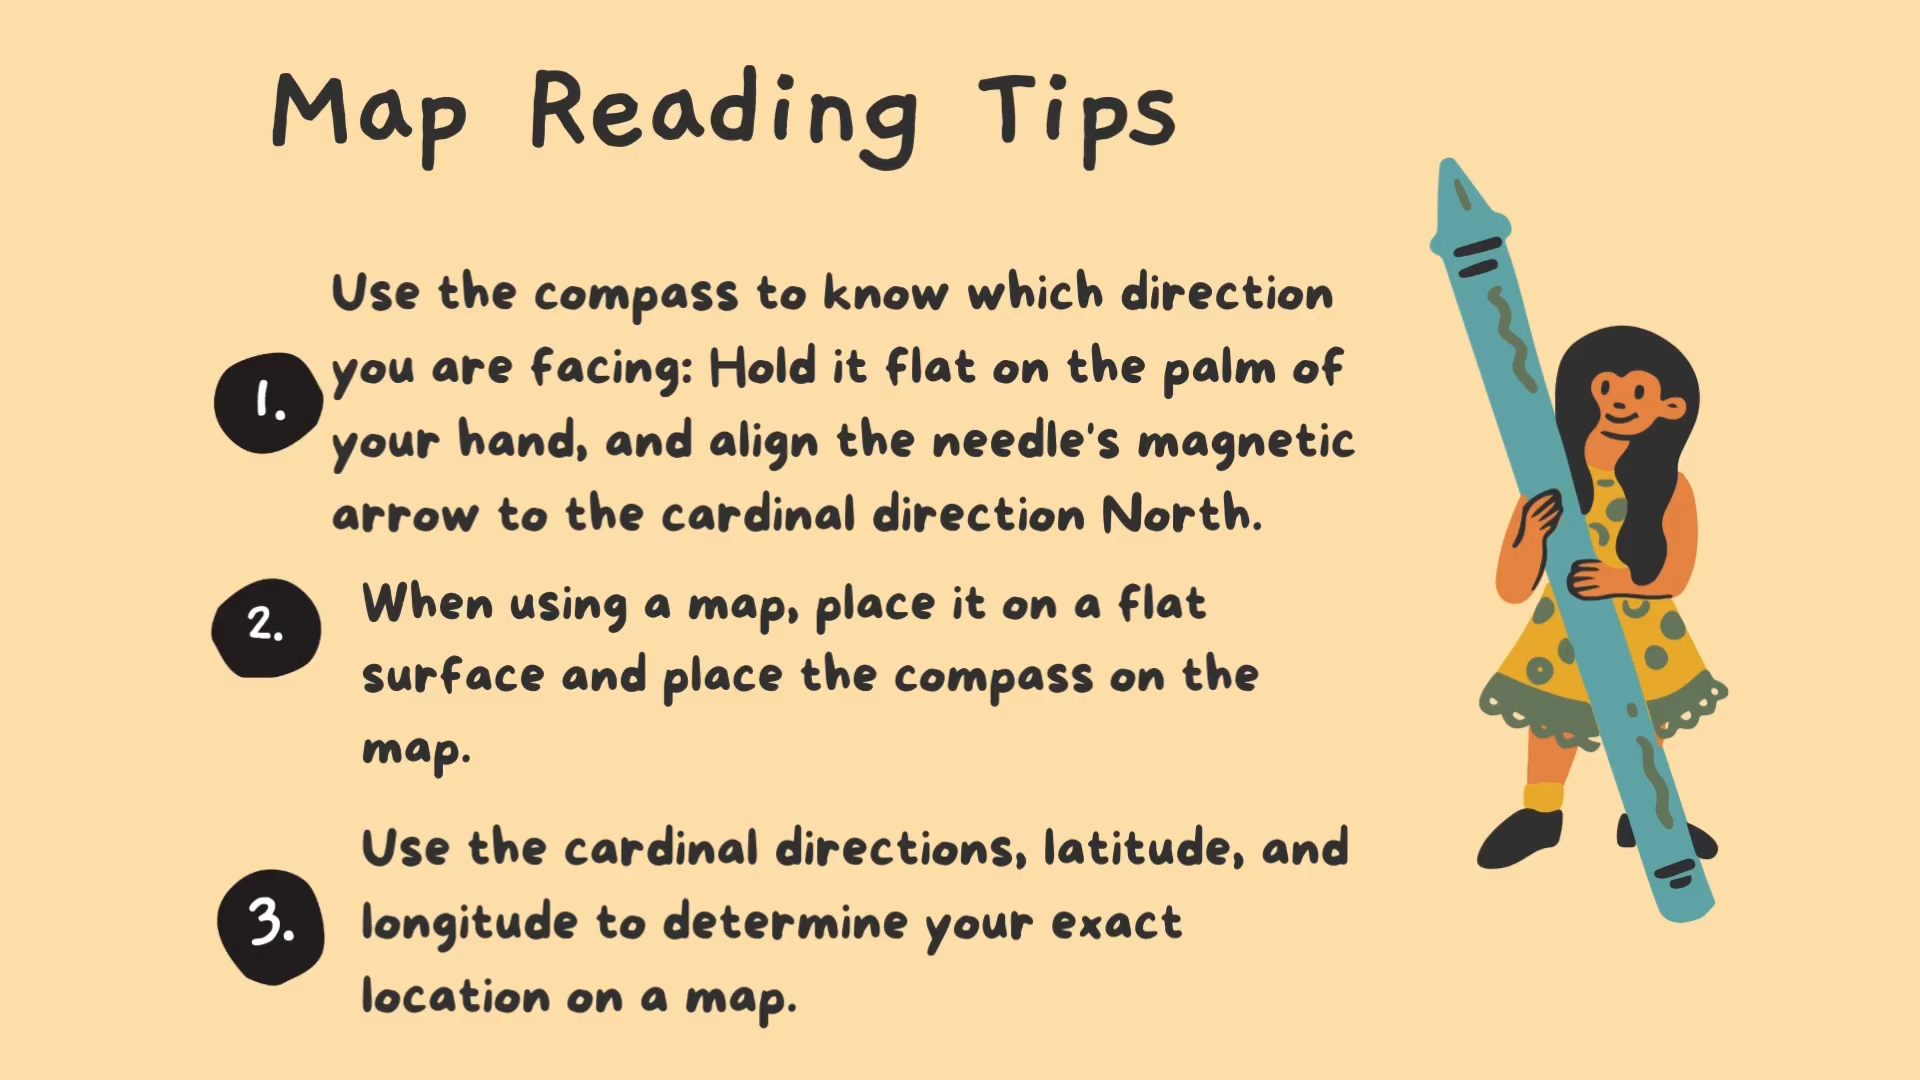 Map Reading Tips
1.
Use the compass to know which direction
you are facing: Hold it flat on the palm of
your hand, and align the needle's magnetic
arrow to the cardinal direction North.
2.
When using a map, place it on a flat
surface and place the compass on the
map.
3.
Use the cardinal directions, latitude, and
longitude to determine your exact
location on a map.